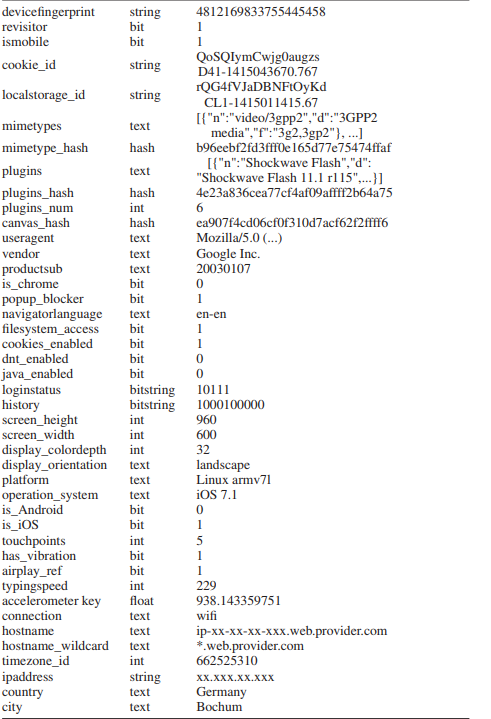 devicefingerprint string 4812169833755445458
revisitor bit 1
ismobile bit 1
cookie_id string QoSQIymCwjg0augzs
D41-1415043670.767
localstorage_id string rQG4fVJaDBNFtOyKd
CL1-1415011415.67
mimetypes text [{"n":"video/3gpp2","d":"3GPP2
media","f":"3g2,3gp2"}, ...]
mimetype_hash hash b96eebf2fd3fff0e165d77e75474ffaf
plugins text [{"n":"Shockwave Flash","d":
"Shockwave Flash 11.1 r115",...}]
plugins_hash hash 4e23a836cea77cf4af09affff2b64a75
plugins_num int 6
canvas_hash hash ea907f4cd06cf0f310d7acf62f2ffff6
useragent text Mozilla/5.0 (...)
vendor text Google Inc.
productsub text 20030107
is_chrome bit 0
popup_blocker bit 1
navigatorlanguage text en-en
filesystem_access bit 1
cookies_enabled bit 1
dnt_enabled bit 0
java_enabled bit 0
loginstatus bitstring 10111
history bitstring 1000100000
screen_height int 960
screen_width int 600
display_colordepth int 32
display_orientation text landscape
platform text Linux armv7l
operation_system text iOS 7.1
is_Android bit 0
is_iOS bit 1
touchpoints int 5
has_vibration bit 1
airplay_ref bit 1
typingspeed int 229
accelerometer key float 938.143359751
connection text wifi
hostname text ip-xx-xx-xx-xxx.web.provider.com
hostname_wildcard text *.web.provider.com
timezone_id int 662525310
ipaddress string xx.xxx.xx.xxx
country text Germany
city text Bochum